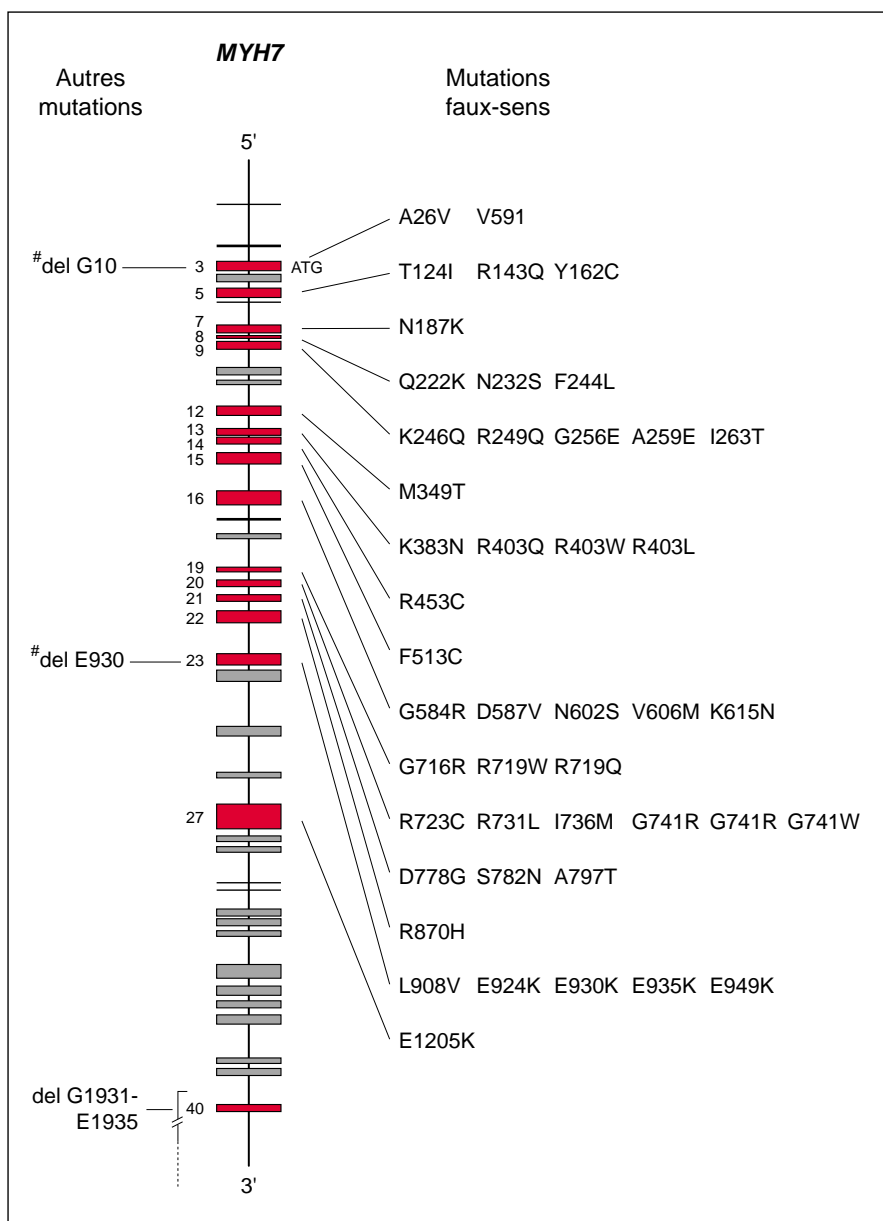 MYH7
Autres
mutations
Mutations
faux-sens
5'
A26V V591
#del G10
3
ATG
T124I R143Q Y162C
5
7
N187K
8
9
Q222K N232S F244L
12
K246Q R249Q G256E A259E I263T
13
14
15
M349T
16
K383N R403Q R403W R403L
19
20
R453C
21
22
F513C
#del E930
23
G584R D587V N602S V606M K615N
G716R R719W R719Q
27
R723C R731L I736M G741R G741R G741W
D778G S782N A797T
R870H
L908V E924K E930K E935K E949K
E1205K
del G1931-
E1935
40
3'